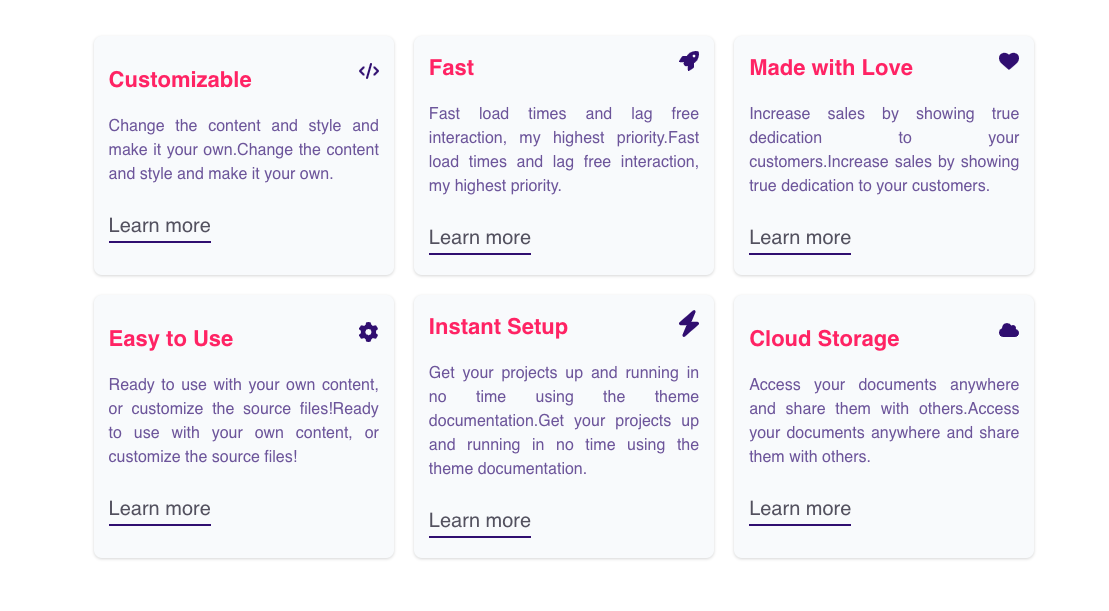 Customizable
Change the content and style and
make it your own.Change the content
and style and make it your own.
Learn more
Fast
Fast load times and lag free
interaction, my highest priority.Fast
load times and lag free interaction,
my highest priority.
Learn more
Made with Love
Increase sales by showing true
dedication to your
customers.Increase sales by showing
true dedication to your customers.
Learn more
Easy to Use
Ready to use with your own content,
or customize the source files!Ready
to use with your own content, or
customize the source files!
Learn more
Instant Setup
Get your projects up and running in
no time using the theme
documentation.Get your projects up
and running in no time using the
theme documentation.
Learn more
Cloud Storage
Access your documents anywhere
and share them with others.Access
your documents anywhere and share
them with others.
Learn more